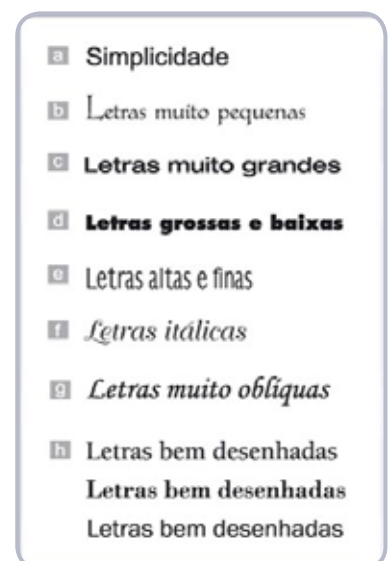 a Simplicidade
b Letras muito pequenas
c Letras muito grandes
d Letras grossas e baixas
e Letras altas e finas
f Letras itálicas
g Letras muito oblíquas
h Letras bem desenhadas
Letras bem desenhadas
Letras bem desenhadas